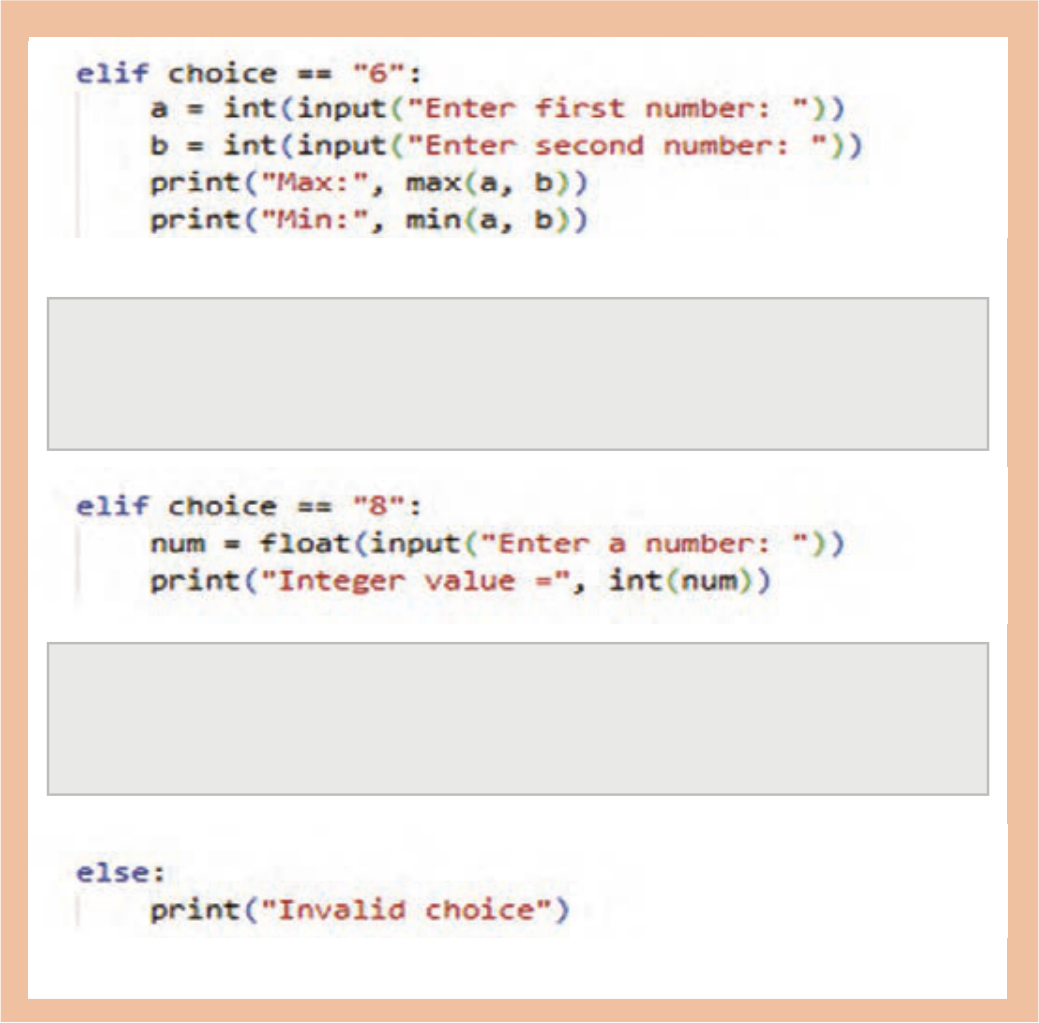 elif choice == "6":
    a = int(input("Enter first number: "))
    b = int(input("Enter second number: "))
    print("Max:", max(a, b))
    print("Min:", min(a, b))
elif choice == "8":
    num = float(input("Enter a number: "))
    print("Integer value =", int(num))
else:
    print("Invalid choice")